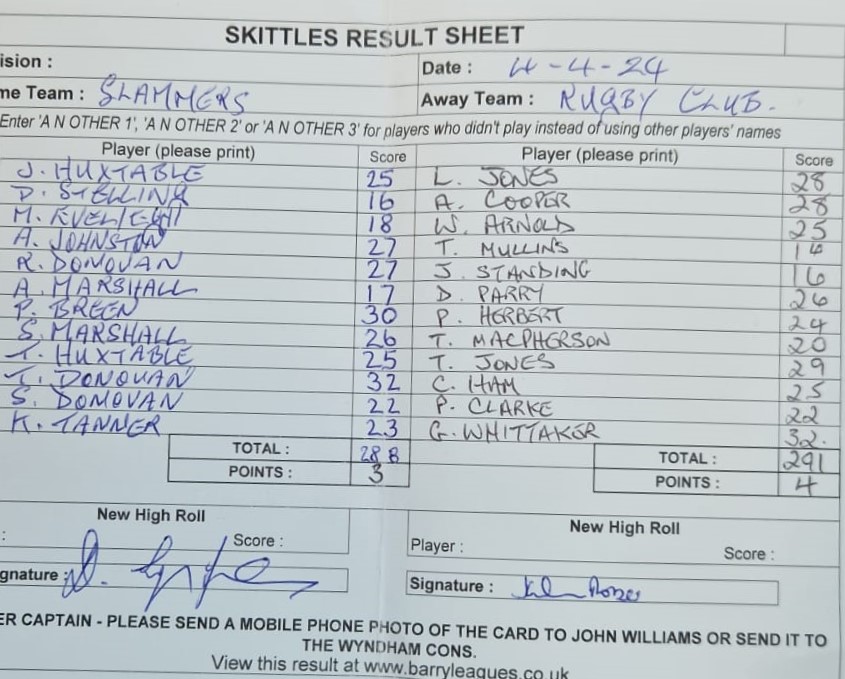 SKITTLES RESULT SHEET
ision :
Date : 4-4-24
me Team : SLAMMERS
Away Team : RUGBY CLUB.
Enter 'A N OTHER 1', 'A N OTHER 2' or 'A N OTHER 3' for players who didn't play instead of using other players' names
Player (please print) Score Player (please print) Score
J. HUXTABLE 25 L. JONES 28
D. STELLING 16 A. COOPER 28
M. EVELEIGH 18 W. ARNOLD 25
A. JOHNSTON 27 T. MULLINS 14
R. DONOVAN 27 J. STANDING 16
A. MARSHALL 17 D. PARRY
P. BREEN 30 P. HERBERT 24
S. MARSHALL 26 T. MACPHERSON 20
T. HUXTABLE 25 T. JONES 29
T. DONOVAN 32 C. HAM 25
S. DONOVAN 22 P. CLARKE 22
K. TANNER 23 G. WHITTAKER 32.
TOTAL : 288 TOTAL : 291
POINTS : 3 POINTS : 4
New High Roll New High Roll
: Score : Player : Score :
gnature : Signature :
ER CAPTAIN - PLEASE SEND A MOBILE PHONE PHOTO OF THE CARD TO JOHN WILLIAMS OR SEND IT TO
THE WYNDHAM CONS.
View this result at www.barryleagues.co.uk